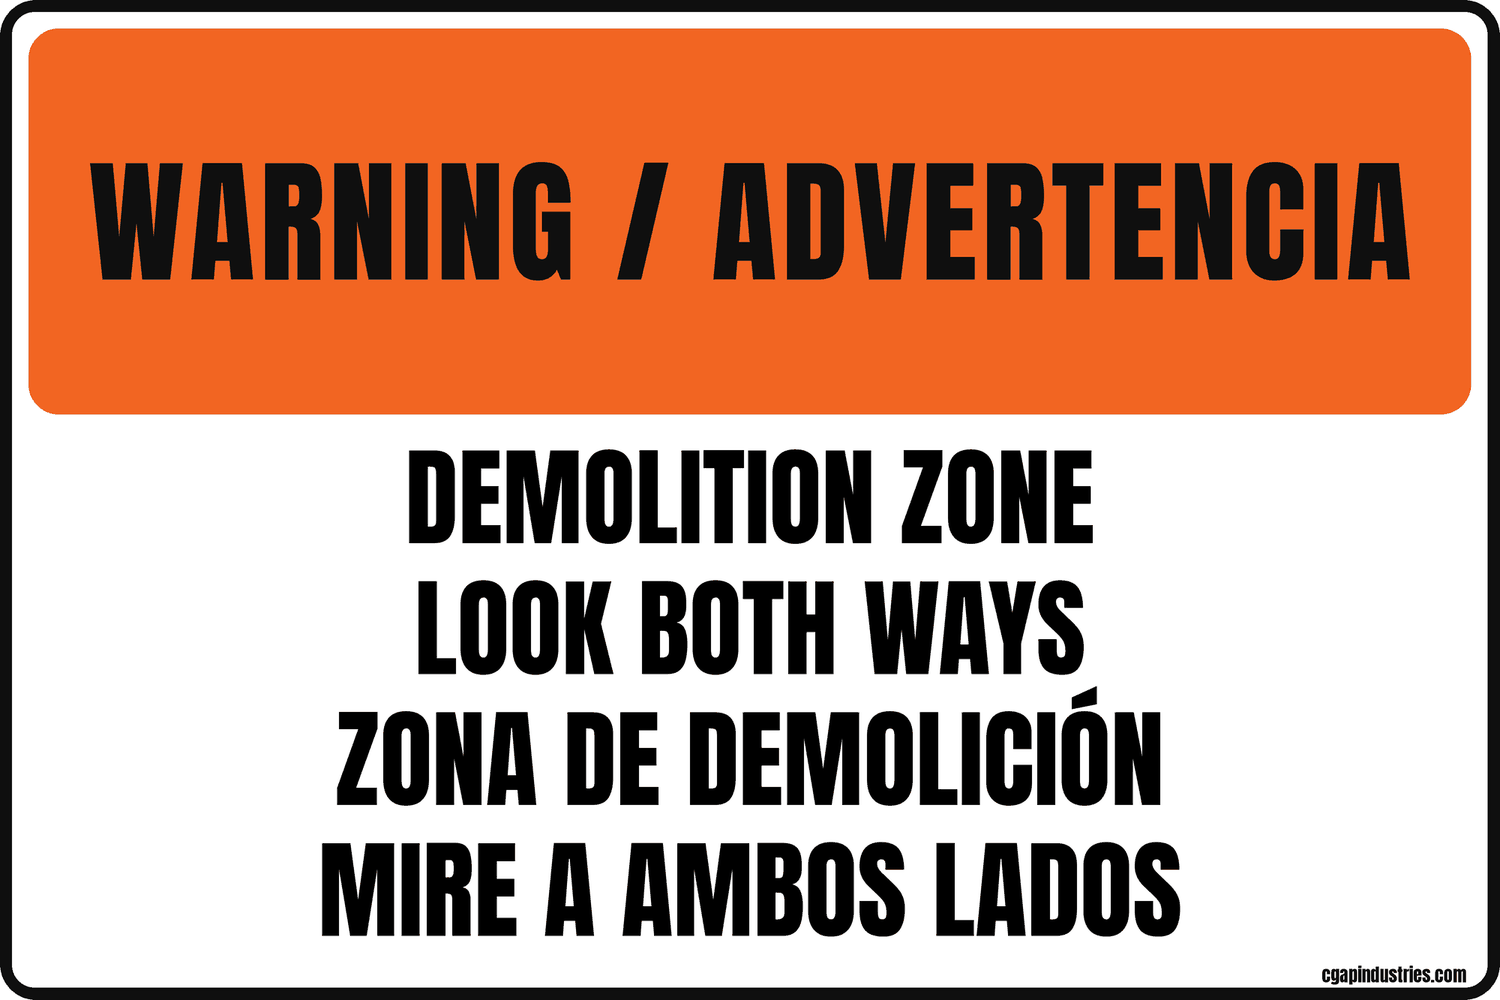 WARNING / ADVERTENCIA
DEMOLITION ZONE
LOOK BOTH WAYS
ZONA DE DEMOLICIÓN
MIRE A AMBOS LADOS
cgapindustries.com